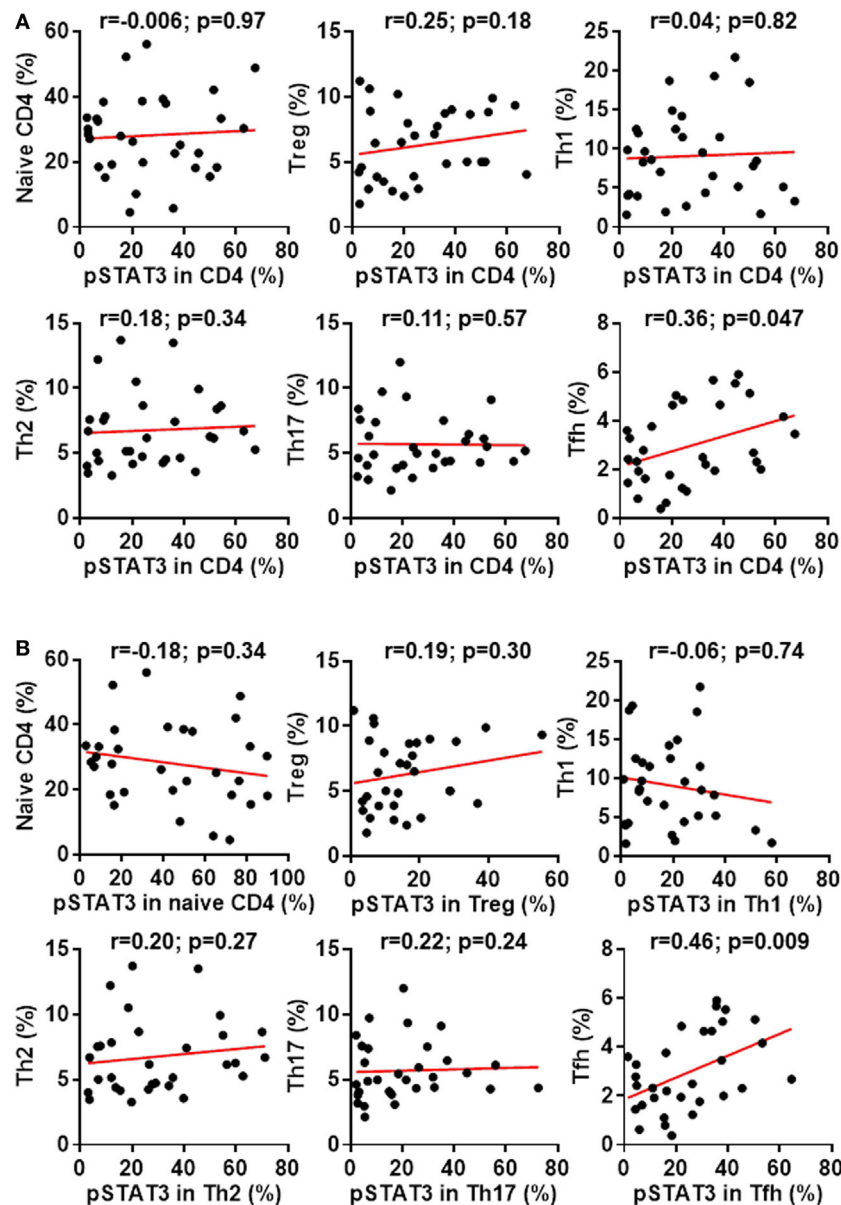 A
r=-0.006; p=0.97
Naive CD4 (%)
60
40
20
0
0 20 40 60 80
pSTAT3 in CD4 (%)
r=0.25; p=0.18
Treg (%)
15
10
5
0
0 20 40 60 80
pSTAT3 in CD4 (%)
r=0.04; p=0.82
Th1 (%)
25
20
15
10
5
0
0 20 40 60 80
pSTAT3 in CD4 (%)
r=0.18; p=0.34
Th2 (%)
15
10
5
0
0 20 40 60 80
pSTAT3 in CD4 (%)
r=0.11; p=0.57
Th17 (%)
15
10
5
0
0 20 40 60 80
pSTAT3 in CD4 (%)
r=0.36; p=0.047
Tfh (%)
8
6
4
2
0
0 20 40 60 80
pSTAT3 in CD4 (%)
B
r=-0.18; p=0.34
Naive CD4 (%)
60
40
20
0
0 20 40 60 80 100
pSTAT3 in naive CD4 (%)
r=0.19; p=0.30
Treg (%)
15
10
5
0
0 20 40 60
pSTAT3 in Treg (%)
r=-0.06; p=0.74
Th1 (%)
25
20
15
10
5
0
0 20 40 60 80
pSTAT3 in Th1 (%)
r=0.20; p=0.27
Th2 (%)
15
10
5
0
0 20 40 60 80
pSTAT3 in Th2 (%)
r=0.22; p=0.24
Th17 (%)
15
10
5
0
0 20 40 60 80
pSTAT3 in Th17 (%)
r=0.46; p=0.009
Tfh (%)
8
6
4
2
0
0 20 40 60 80
pSTAT3 in Tfh (%)